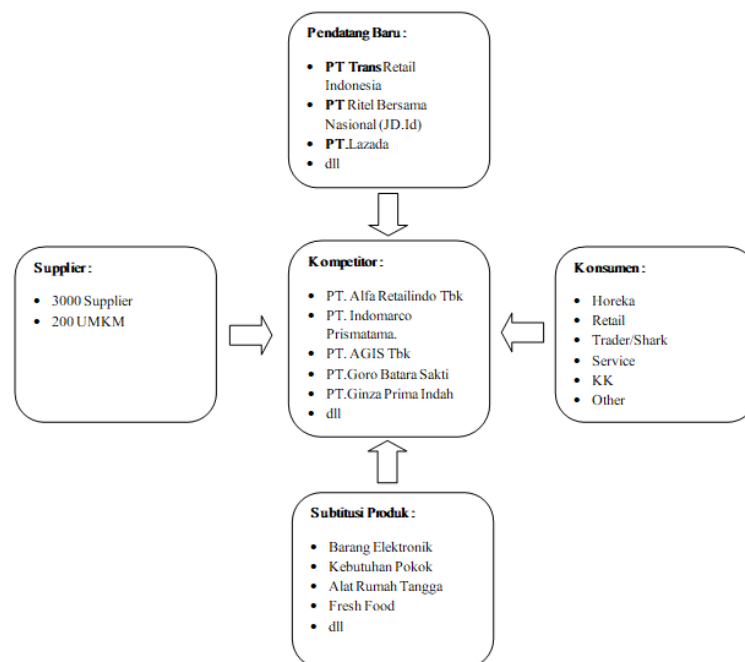 Pendatang Baru :
• PT Trans Retail
Indonesia
• PT Ritel Bersama
Nasional (JD.Id)
• PT.Lazada
• dll
Supplier :
• 3000 Supplier
• 200 UMKM
Kompetitor :
• PT. Alfa Retailindo Tbk
• PT. Indomarco
Prismatama.
• PT. AGIS Tbk
• PT.Goro Batara Sakti
• PT.Ginza Prima Indah
• dll
Konsumen :
• Horeka
• Retail
• Trader/Shark
• Service
• KK
• Other
Subtitusi Produk :
• Barang Elektronik
• Kebutuhan Pokok
• Alat Rumah Tangga
• Fresh Food
• dll